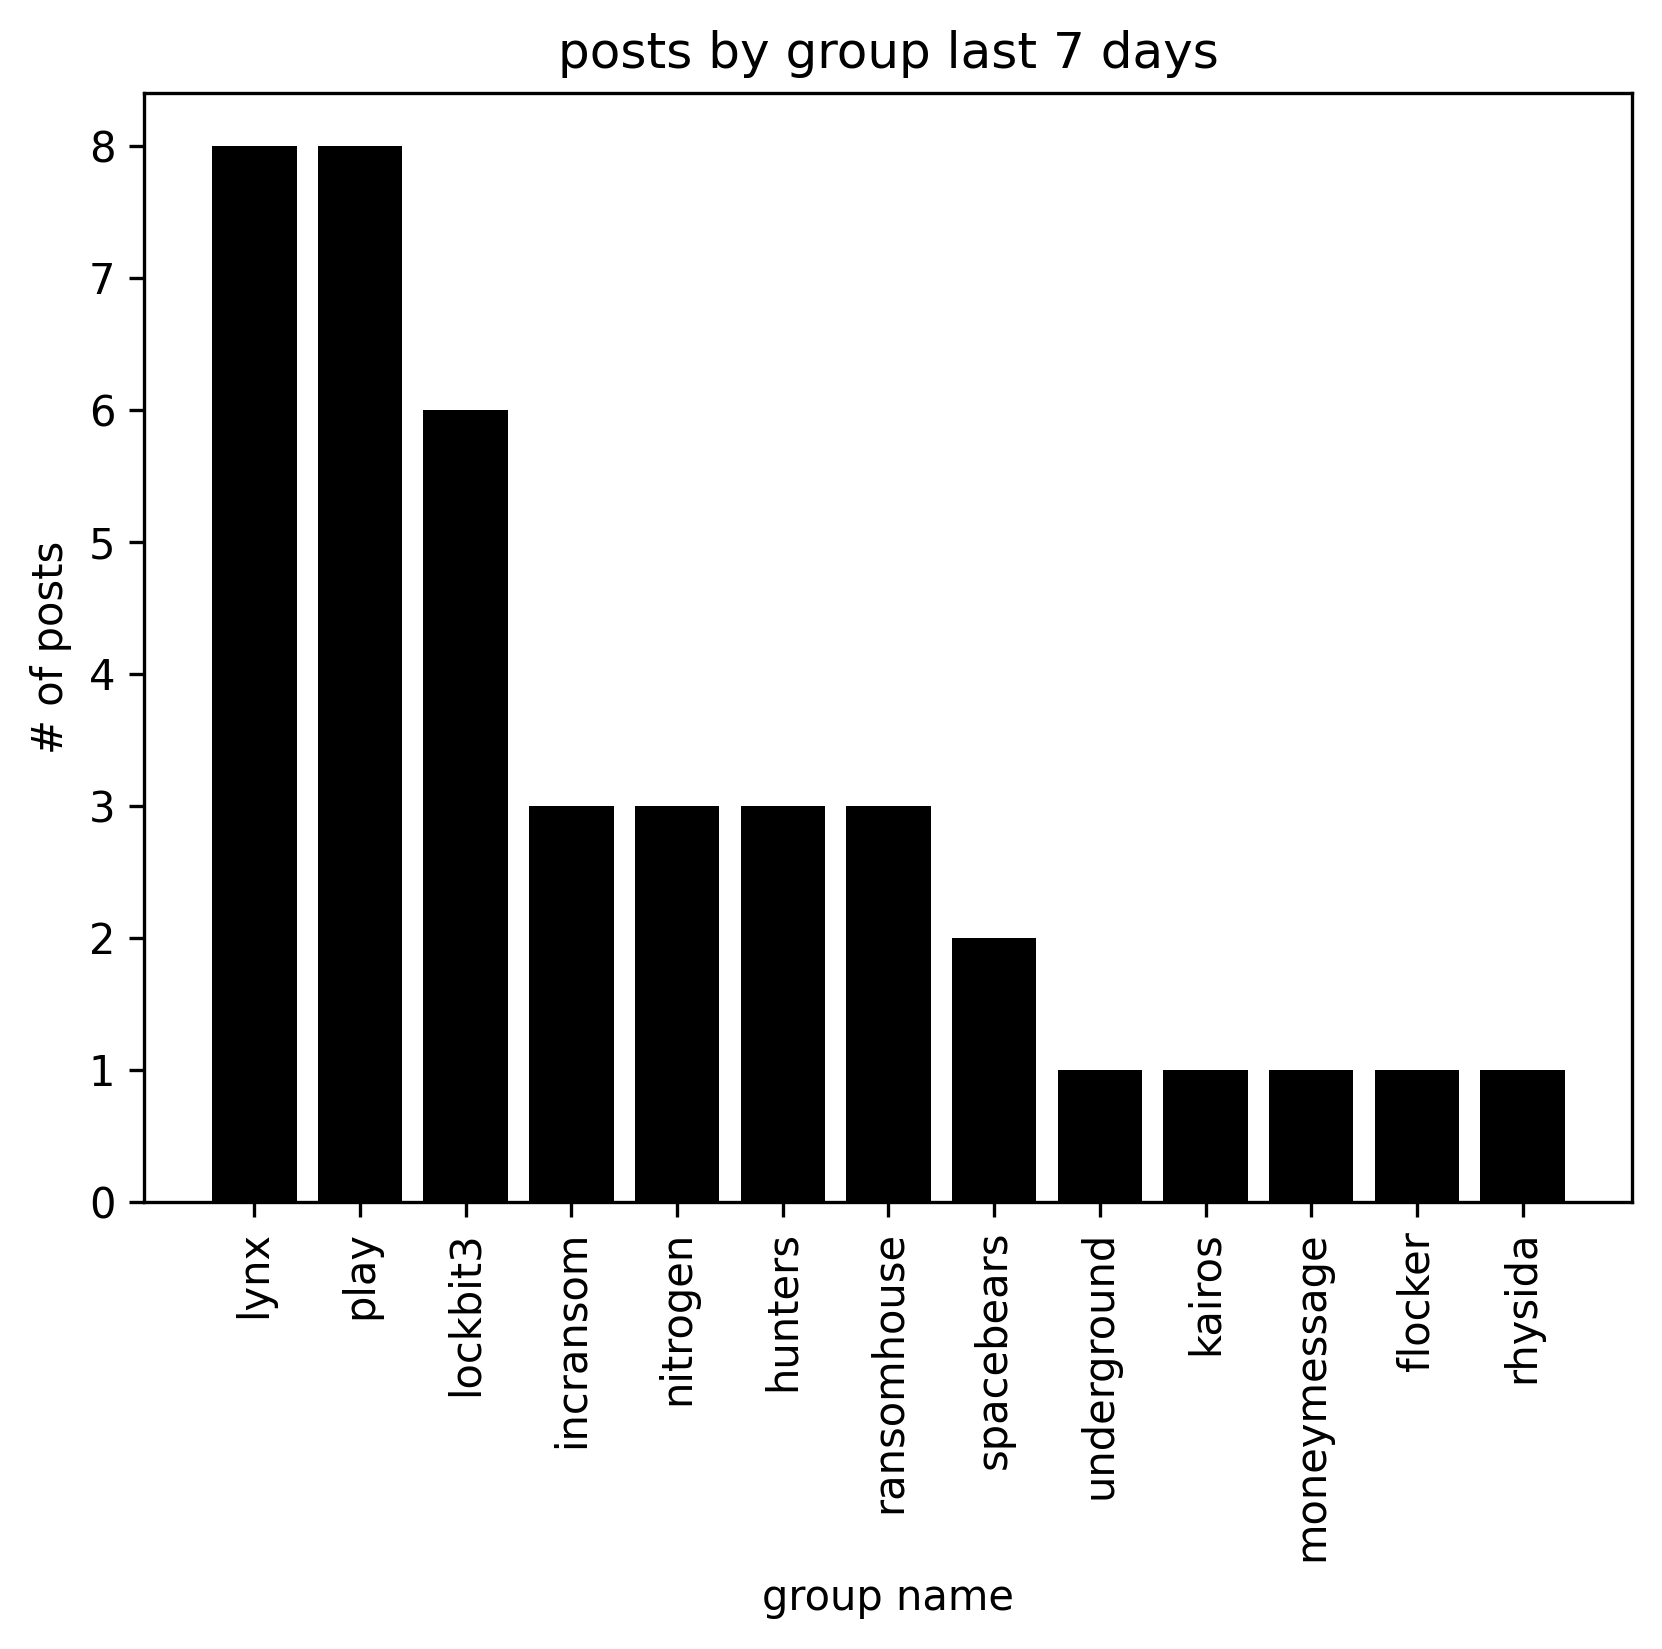 posts by group last 7 days
# of posts
8
7
6
5
4
3
2
1
0
lynx
play
lockbit3
incransom
nitrogen
hunters
ransomhouse
spacebears
underground
kairos
moneymessage
flocker
rhysida
group name